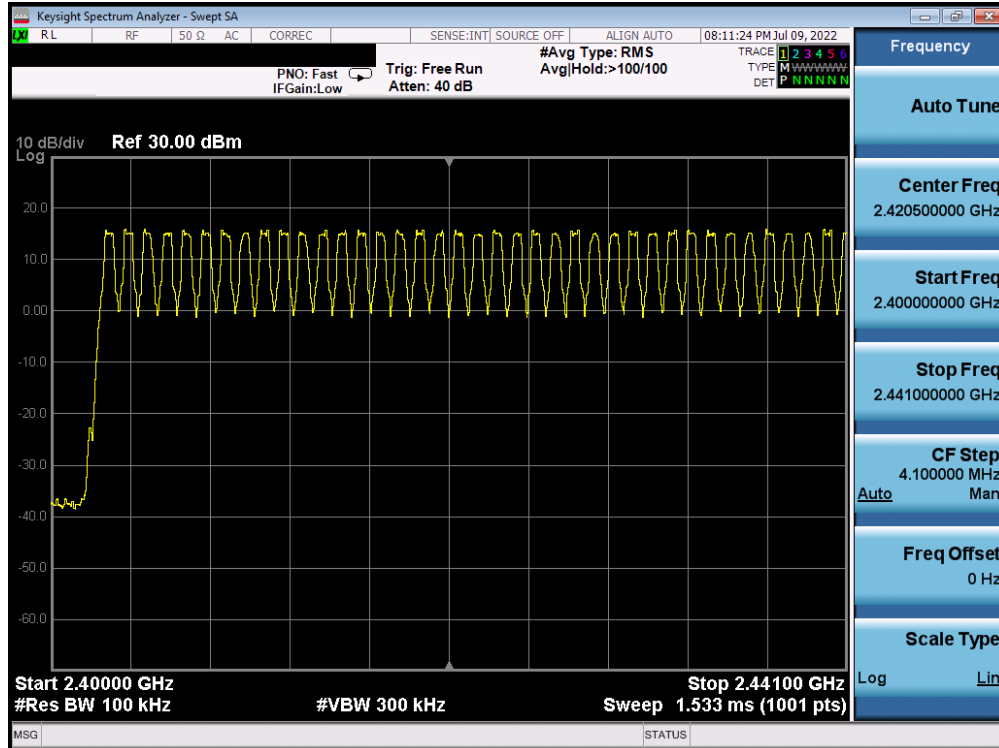 Keysight Spectrum Analyzer - Swept SA
LXI RL RF 50 Ω AC CORREC SENSE:INT SOURCE OFF ALIGN AUTO 08:11:24 PM Jul 09, 2022
#Avg Type: RMS TRACE 1 2 3 4 5 6
PNO: Fast Trig: Free Run Avg|Hold:>100/100 TYPE M WWWWW
IFGain:Low Atten: 40 dB DET P N N N N N
10 dB/div Ref 30.00 dBm
Log
20.0
10.0
0.00
-10.0
-20.0
-30.0
-40.0
-50.0
-60.0
Start 2.40000 GHz Stop 2.44100 GHz
#Res BW 100 kHz #VBW 300 kHz Sweep 1.533 ms (1001 pts)
MSG STATUS
Frequency
Auto Tune
Center Freq
2.420500000 GHz
Start Freq
2.400000000 GHz
Stop Freq
2.441000000 GHz
CF Step
4.100000 MHz
Auto Man
Freq Offset
0 Hz
Scale Type
Log Lin